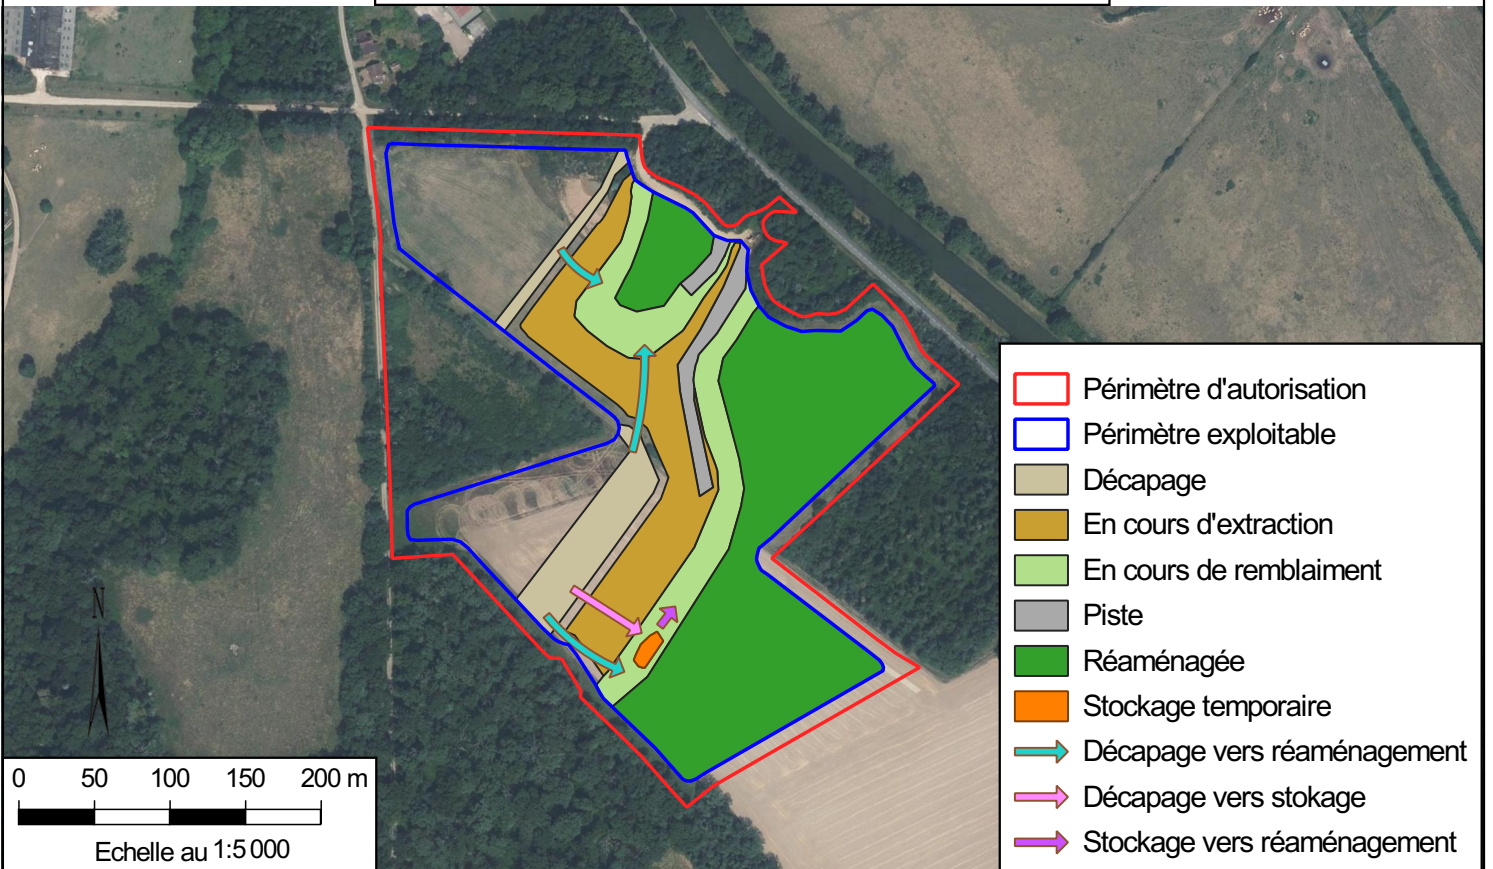 Périmètre d'autorisation
Périmètre exploitable
Décapage
En cours d'extraction
En cours de remblaiment
Piste
Réaménagée
Stockage temporaire
Décapage vers réaménagement
Décapage vers stokage
Stockage vers réaménagement
N
0 50 100 150 200 m
Echelle au 1:5 000